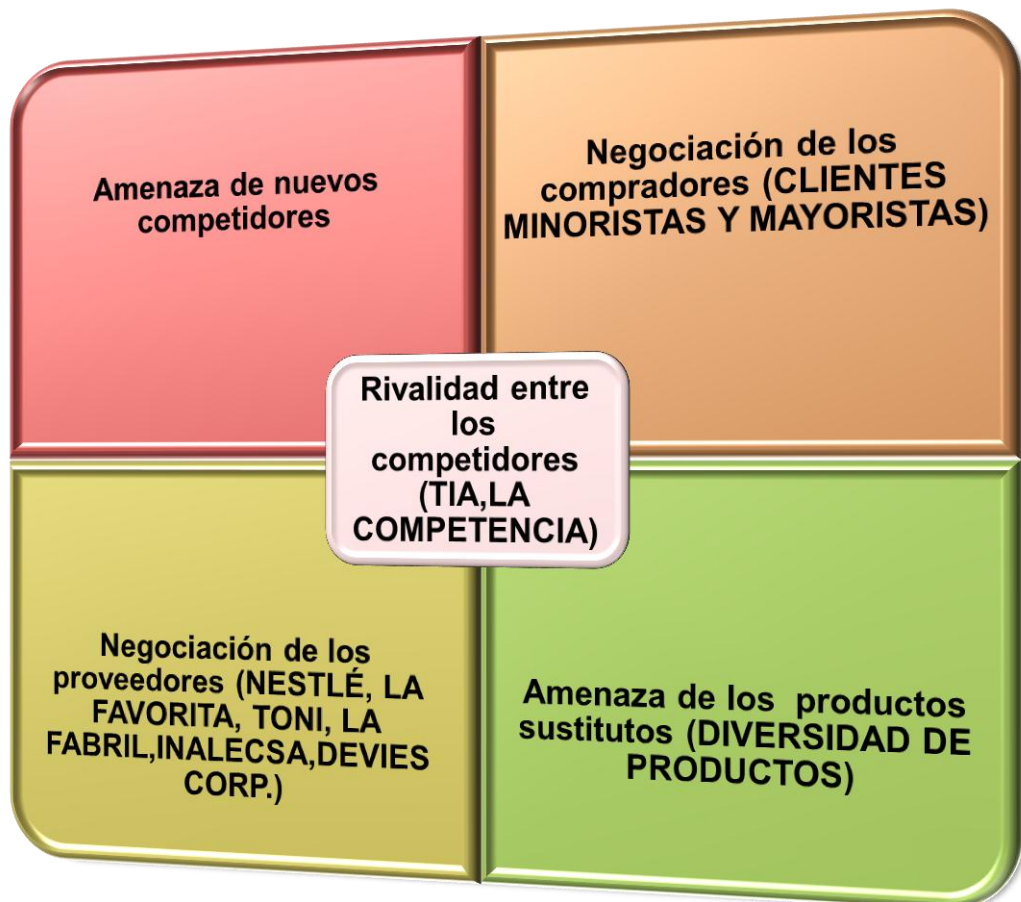 Amenaza de nuevos
competidores
Negociación de los
compradores (CLIENTES
MINORISTAS Y MAYORISTAS)
Rivalidad entre
los
competidores
(TIA,LA
COMPETENCIA)
Negociación de los
proveedores (NESTLÉ, LA
FAVORITA, TONI, LA
FABRIL,INALECSA,DEVIES
CORP.)
Amenaza de los  productos
sustitutos (DIVERSIDAD DE
PRODUCTOS)